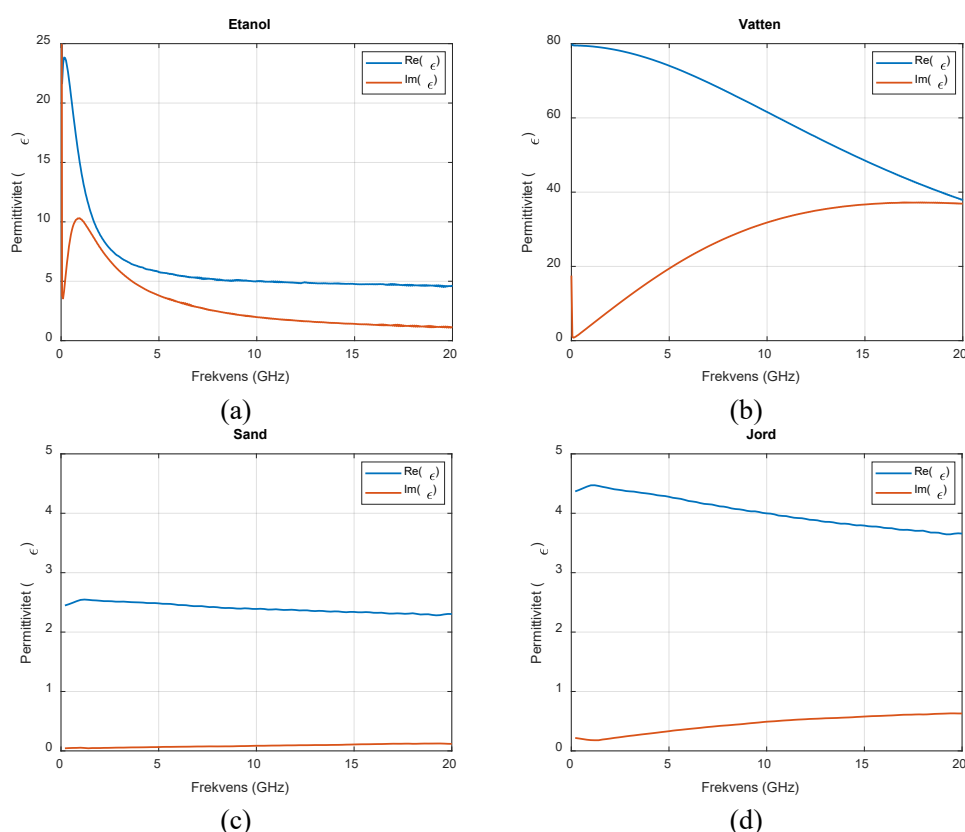 Etanol
25
20
15
10
5
0
Permittivitet ( ϵ)
Re( ϵ)
Im( ϵ)
0 5 10 15 20
Frekvens (GHz)
(a)
Vatten
80
60
40
20
0
Permittivitet ( ϵ)
Re( ϵ)
Im( ϵ)
0 5 10 15 20
Frekvens (GHz)
(b)
Sand
5
4
3
2
1
0
Permittivitet ( ϵ)
Re( ϵ)
Im( ϵ)
0 5 10 15 20
Frekvens (GHz)
(c)
Jord
5
4
3
2
1
0
Permittivitet ( ϵ)
Re( ϵ)
Im( ϵ)
0 5 10 15 20
Frekvens (GHz)
(d)